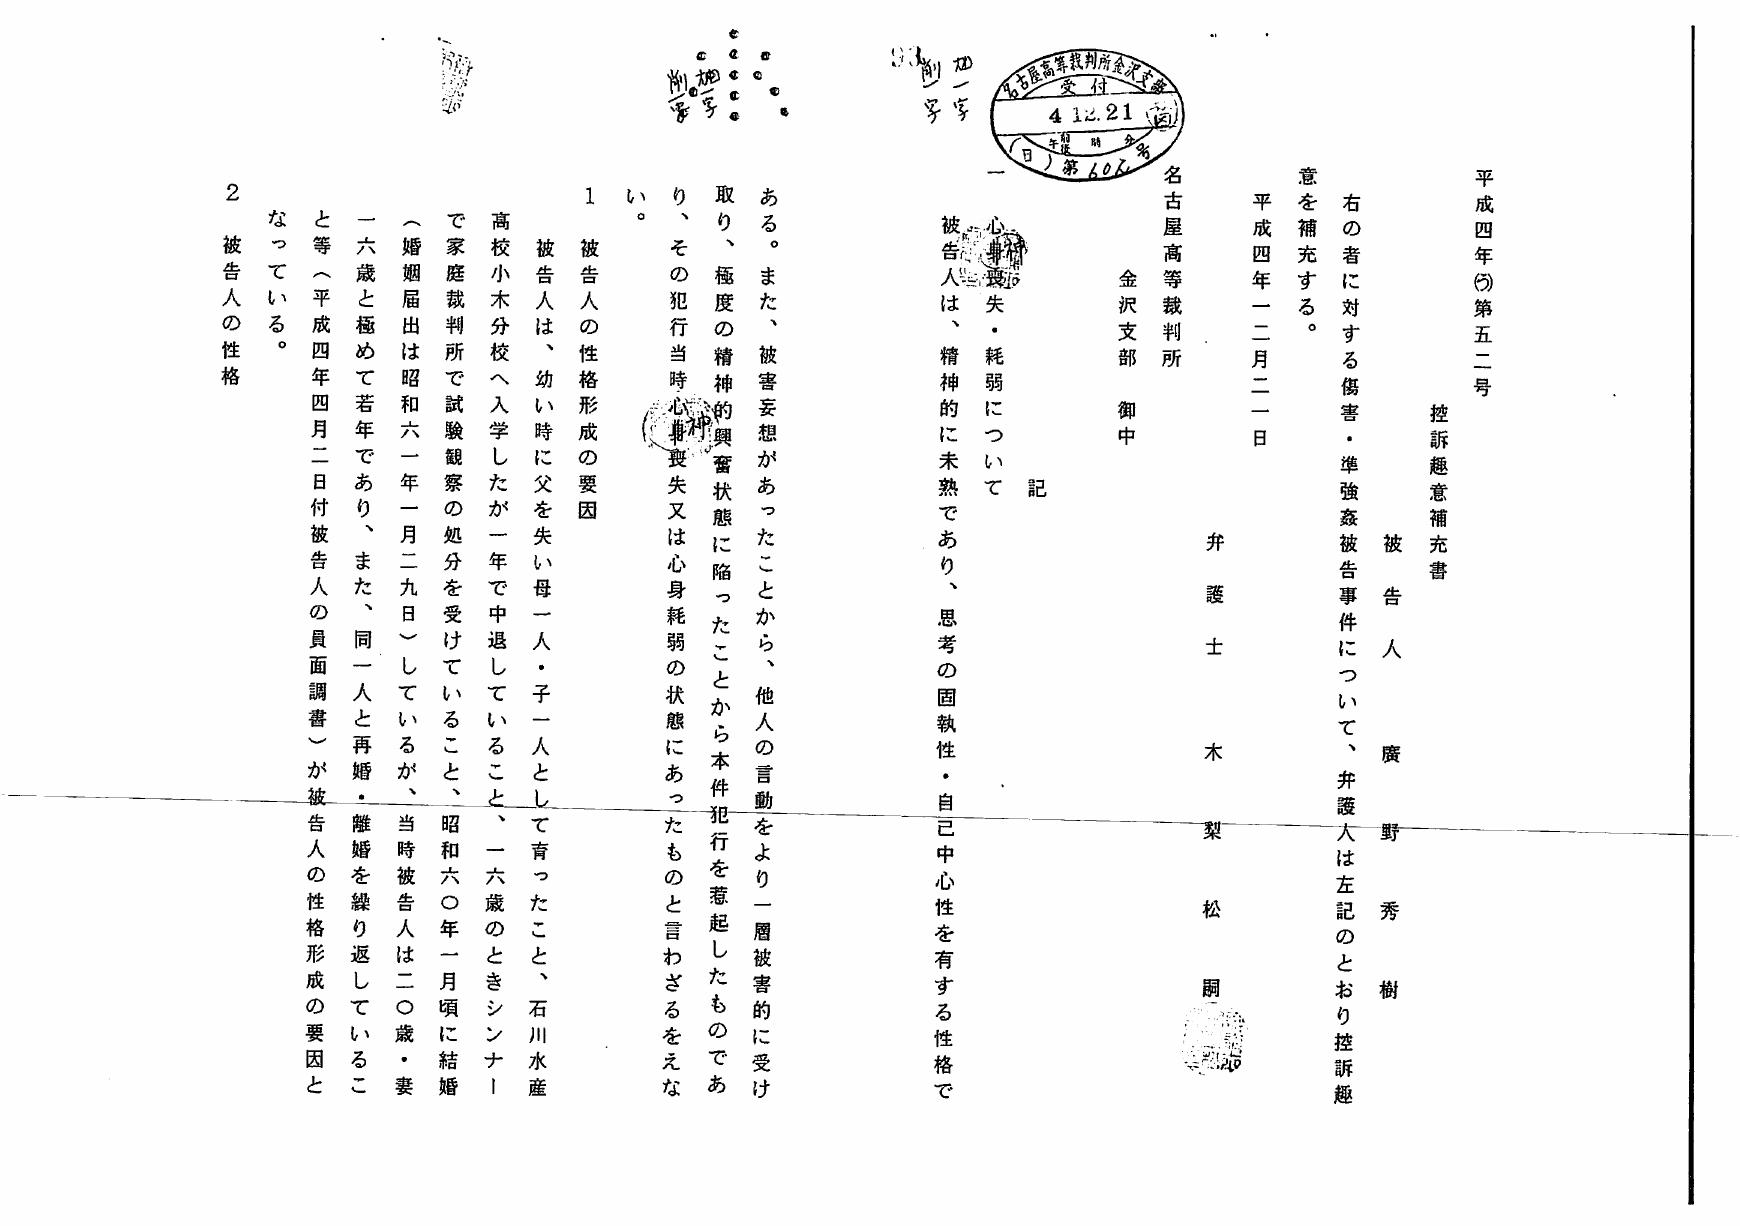 平成四年(う)第五二号
控訴趣意補充書
被告人 廣野秀樹
右の者に対する傷害・準強姦被告事件について、弁護人は左記のとおり控訴趣
意を補充する。
平成四年一二月二一日
弁護士 木梨松嗣
名古屋高等裁判所
金沢支部 御中
名古屋高等裁判所金沢支部
受付
4.12.21
午前後 時 分
(日)第602号
記
加一字
削一字
一 心神喪失・耗弱について
被告人は、精神的に未熟であり、思考の固執性・自己中心性を有する性格で
ある。また、被害妄想があったことから、他人の言動をより一層被害的に受け
取り、極度の精神的興奮状態に陥ったことから本件犯行を惹起したものであ
加一字
削一字
り、その犯行当時心神喪失又は心身耗弱の状態にあったものと言わざるをえな
い。
1 被告人の性格形成の要因
被告人は、幼い時に父を失い母一人・子一人として育ったこと、石川水産
高校小木分校へ入学したが一年で中退していること、一六歳のときシンナー
で家庭裁判所で試験観察の処分を受けていること、昭和六〇年一月頃に結婚
(婚姻届出は昭和六一年一月二九日)しているが、当時被告人は二〇歳・妻
一六歳と極めて若年であり、また、同一人と再婚・離婚を繰り返しているこ
と等(平成四年四月二日付被告人の員面調書)が被告人の性格形成の要因と
なっている。
2 被告人の性格